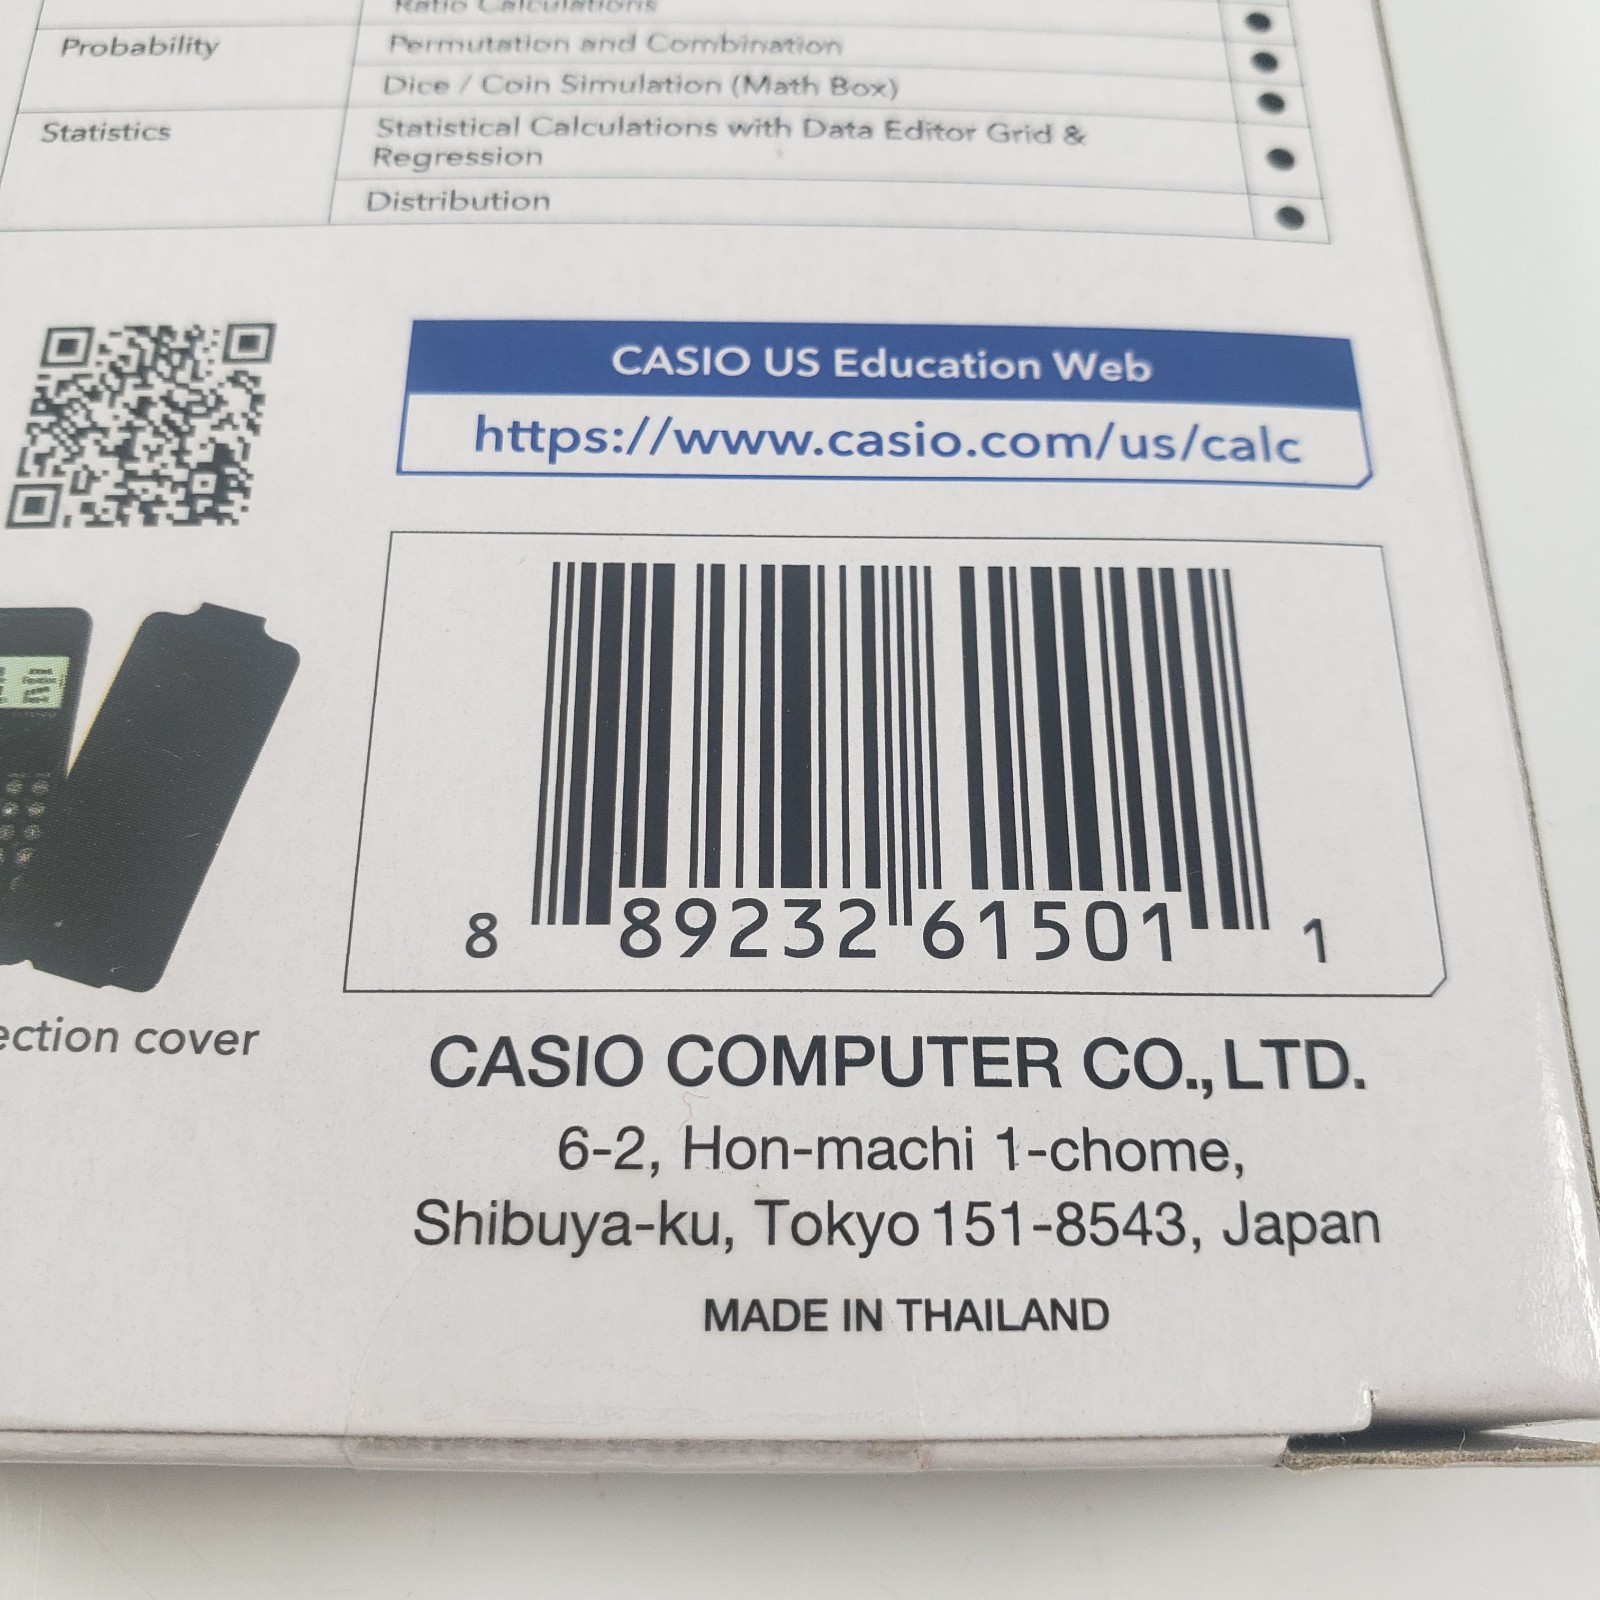 Ratio Calculations
Probability
Permutation and Combination
Dice / Coin Simulation (Math Box)
Statistics
Statistical Calculations with Data Editor Grid &
Regression
Distribution
CASIO US Education Web
https://www.casio.com/us/calc
8 89232 61501 1
ection cover
CASIO COMPUTER CO., LTD.
6-2, Hon-machi 1-chome,
Shibuya-ku, Tokyo 151-8543, Japan
MADE IN THAILAND